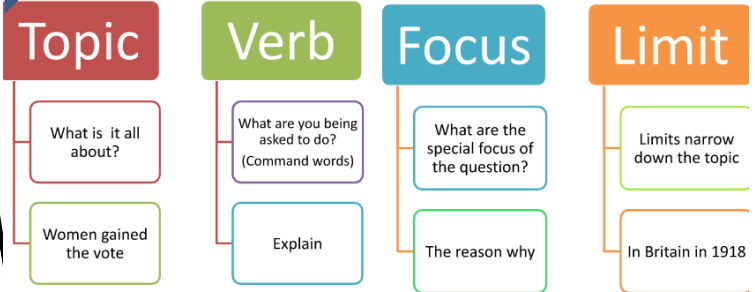 Topic
What is it all
about?
Women gained
the vote
Verb
What are you being
asked to do?
(Command words)
Explain
Focus
What are the
special focus of
the question?
The reason why
Limit
Limits narrow
down the topic
In Britain in 1918